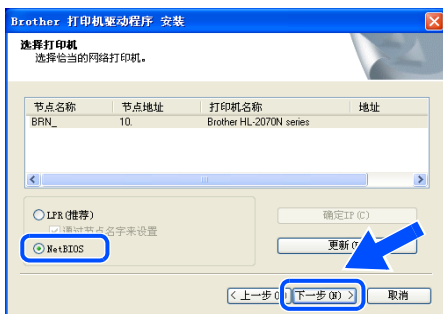 Brother 打印机驱动程序 安装
选择打印机
选择恰当的网络打印机。
节点名称 节点地址 打印机名称 地址
BRN_ 10. Brother HL-2070N series
LPR(推荐)
通过节点名字来设置
NetBIOS
确定IP(C)
更新
< 上一步 下一步(N) > 取消